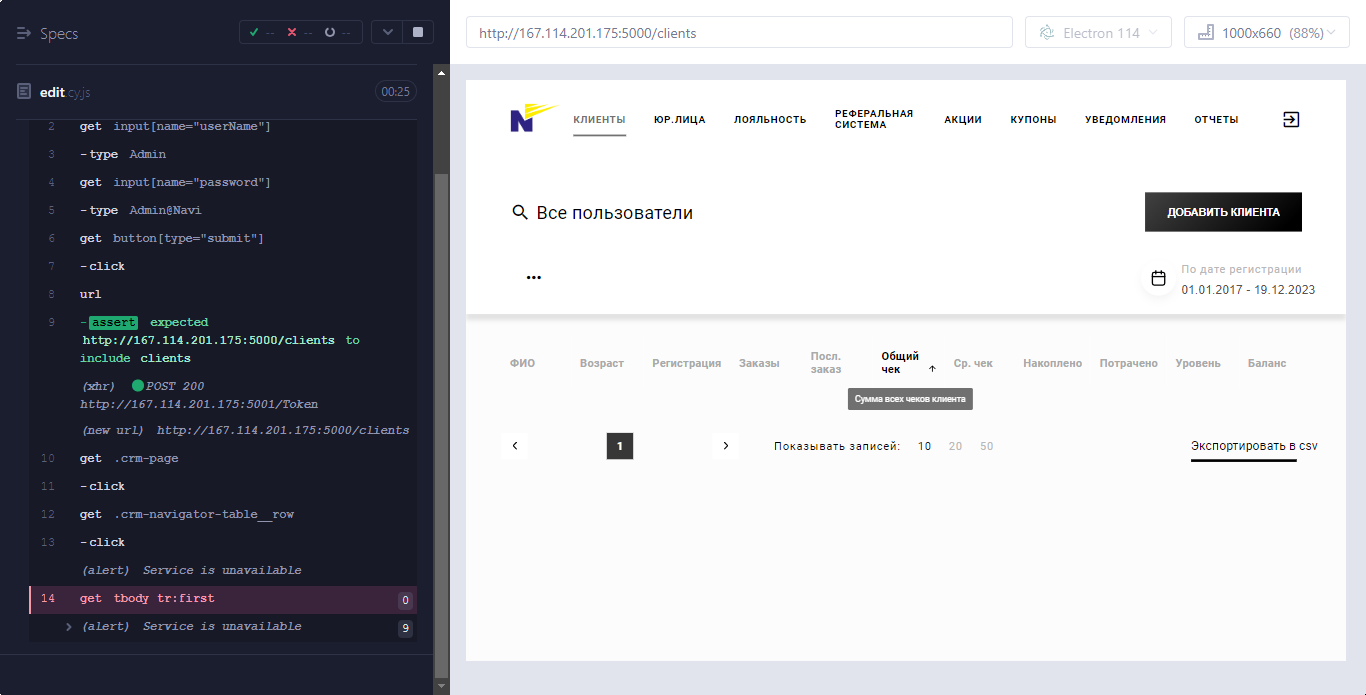 Specs
-- -- --
edit.cy.js
00:25
2 get input[name="userName"]
3 -type Admin
4 get input[name="password"]
5 -type Admin@Navi
6 get button[type="submit"]
7 -click
8 url
9 -assert expected
http://167.114.201.175:5000/clients to
include clients
(xhr) POST 200
http://167.114.201.175:5001/Token
(new url) http://167.114.201.175:5000/clients
10 get .crm-page
11 -click
12 get .crm-navigator-table__row
13 -click
(alert) Service is unavailable
14 get tbody tr:first 0
(alert) Service is unavailable 9
http://167.114.201.175:5000/clients
Electron 114
1000x660 (88%)
N
КЛИЕНТЫ
ЮР.ЛИЦА
ЛОЯЛЬНОСТЬ
РЕФЕРАЛЬНАЯ
СИСТЕМА
АКЦИИ
КУПОНЫ
УВЕДОМЛЕНИЯ
ОТЧЕТЫ
Все пользователи
ДОБАВИТЬ КЛИЕНТА
•••
По дате регистрации
01.01.2017 - 19.12.2023
ФИО
Возраст
Регистрация
Заказы
Посл.
заказ
Общий
чек
Ср. чек
Накоплено
Потрачено
Уровень
Баланс
Сумма всех чеков клиента
1
Показывать записей: 10 20 50
Экспортировать в csv